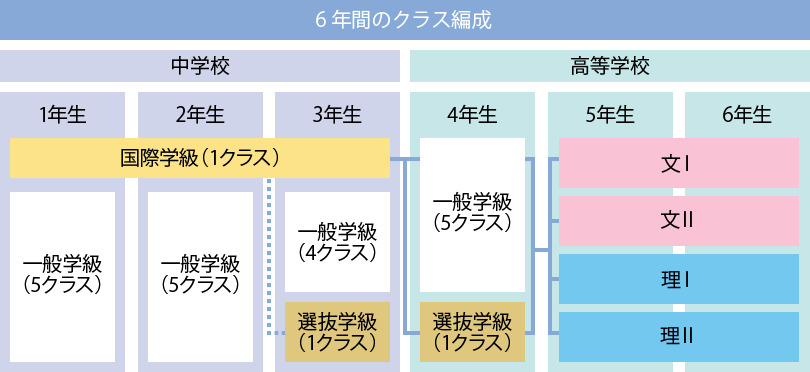 6年間のクラス編成
中学校
高等学校
1年生
2年生
3年生
4年生
5年生
6年生
国際学級(1クラス)
一般学級
(5クラス)
一般学級
(5クラス)
一般学級
(4クラス)
選抜学級
(1クラス)
一般学級
(5クラス)
選抜学級
(1クラス)
文I
文II
理I
理II